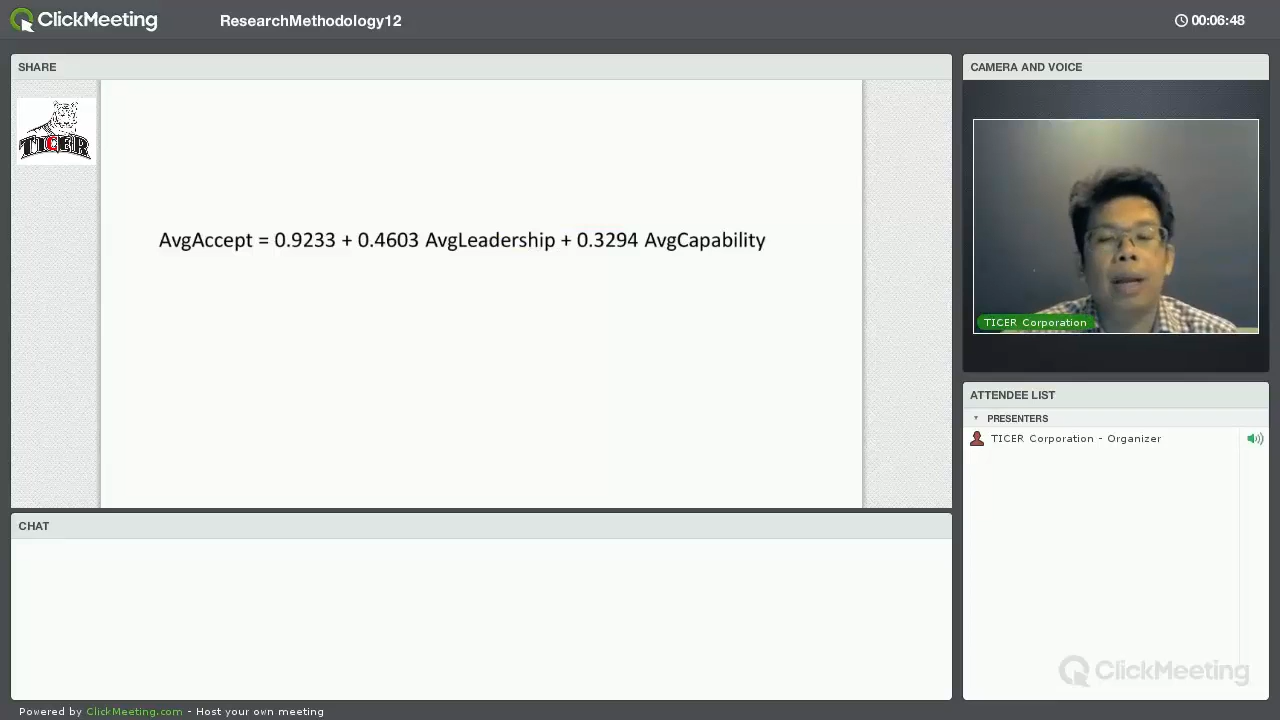 ClickMeeting
ResearchMethodology12
00:06:48
SHARE
TICER
AvgAccept = 0.9233 + 0.4603 AvgLeadership + 0.3294 AvgCapability
CAMERA AND VOICE
TICER Corporation
ATTENDEE LIST
PRESENTERS
TICER Corporation - Organizer
CHAT
ClickMeeting
Powered by ClickMeeting.com - Host your own meeting